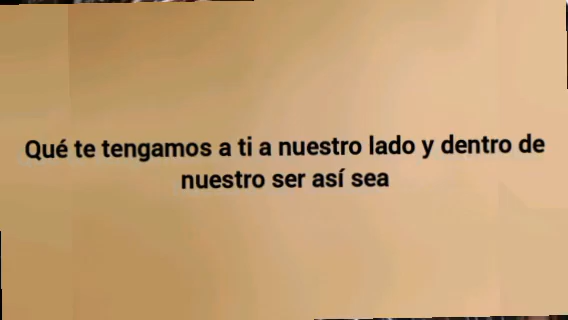 Qué te tengamos a ti a nuestro lado y dentro de
nuestro ser así sea